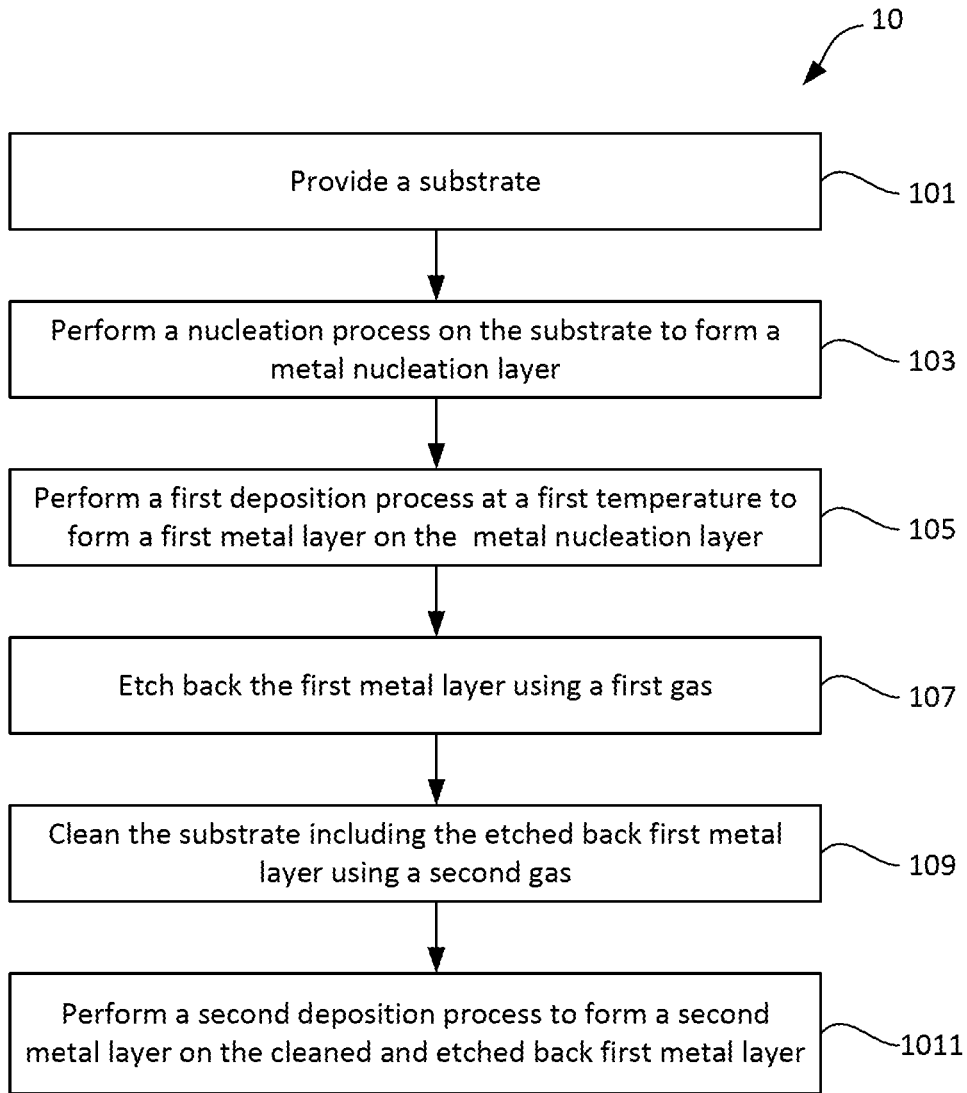 10
Provide a substrate
101
Perform a nucleation process on the substrate to form a
metal nucleation layer
103
Perform a first deposition process at a first temperature to
form a first metal layer on the  metal nucleation layer
105
Etch back the first metal layer using a first gas
107
Clean the substrate including the etched back first metal
layer using a second gas
109
Perform a second deposition process to form a second
metal layer on the cleaned and etched back first metal layer
1011